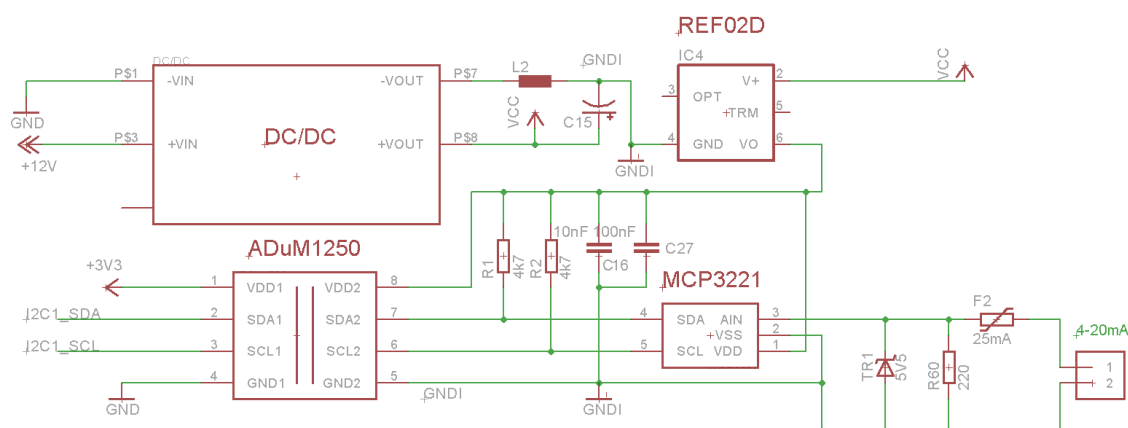 REF02D
DC/DC
IC4
P$1
-VIN
-VOUT
P$7
L2
GNDI
V+
2
VCC
3
OPT
GND
VCC
C15
+TRM
5
P$3
+VIN
DC/DC
+VOUT
P$8
4
GND
VO
6
+12V
GNDI
ADuM1250
10nF
100nF
C27
+3V3
R1
4k7
R2
4k7
C16
MCP3221
1
VDD1
VDD2
8
I2C1_SDA
2
SDA1
SDA2
7
4
SDA
AIN
3
F2
25mA
4-20mA
+VSS
2
I2C1_SCL
3
SCL1
SCL2
6
5
SCL
VDD
1
TR1
5V5
R60
220
1
2
4
GND1
GND2
5
GNDI
GND
GNDI